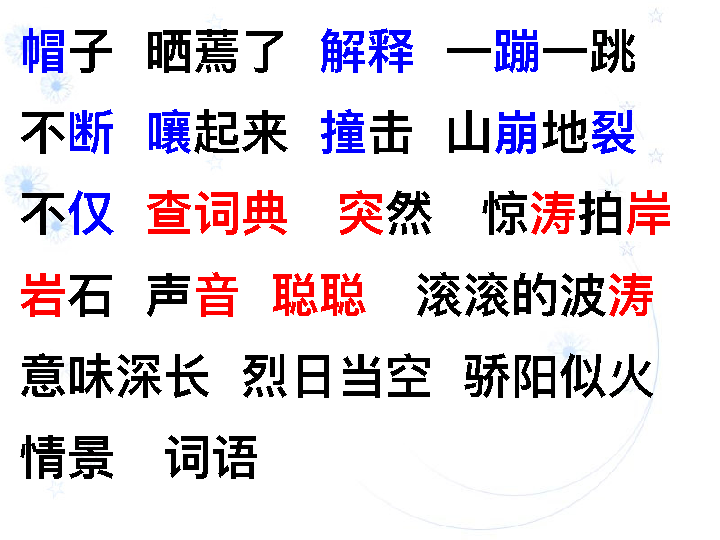 帽子 晒蔫了 解释 一蹦一跳
不断 嚷起来 撞击 山崩地裂
不仅 查词典 突然 惊涛拍岸
岩石 声音 聪聪 滚滚的波涛
意味深长 烈日当空 骄阳似火
情景 词语